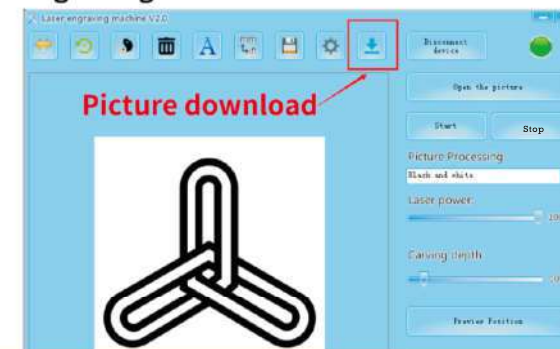 Laser engraving machine V2.0
A
Disconnect
device
Open the picture
Picture download
Start
Stop
Picture Processing
Black and white
Laser power:
Carving depth
Preview Position